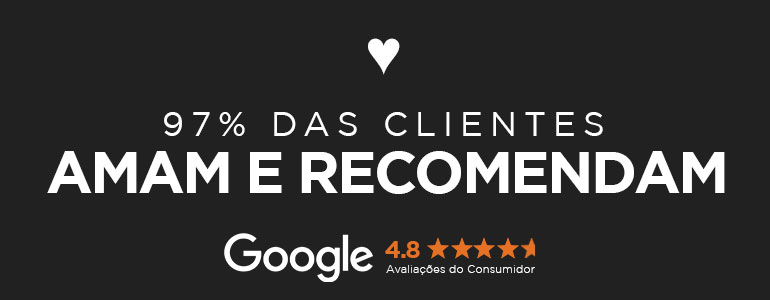 97% DAS CLIENTES
AMAM E RECOMENDAM
Google 4.8
Avaliações do Consumidor